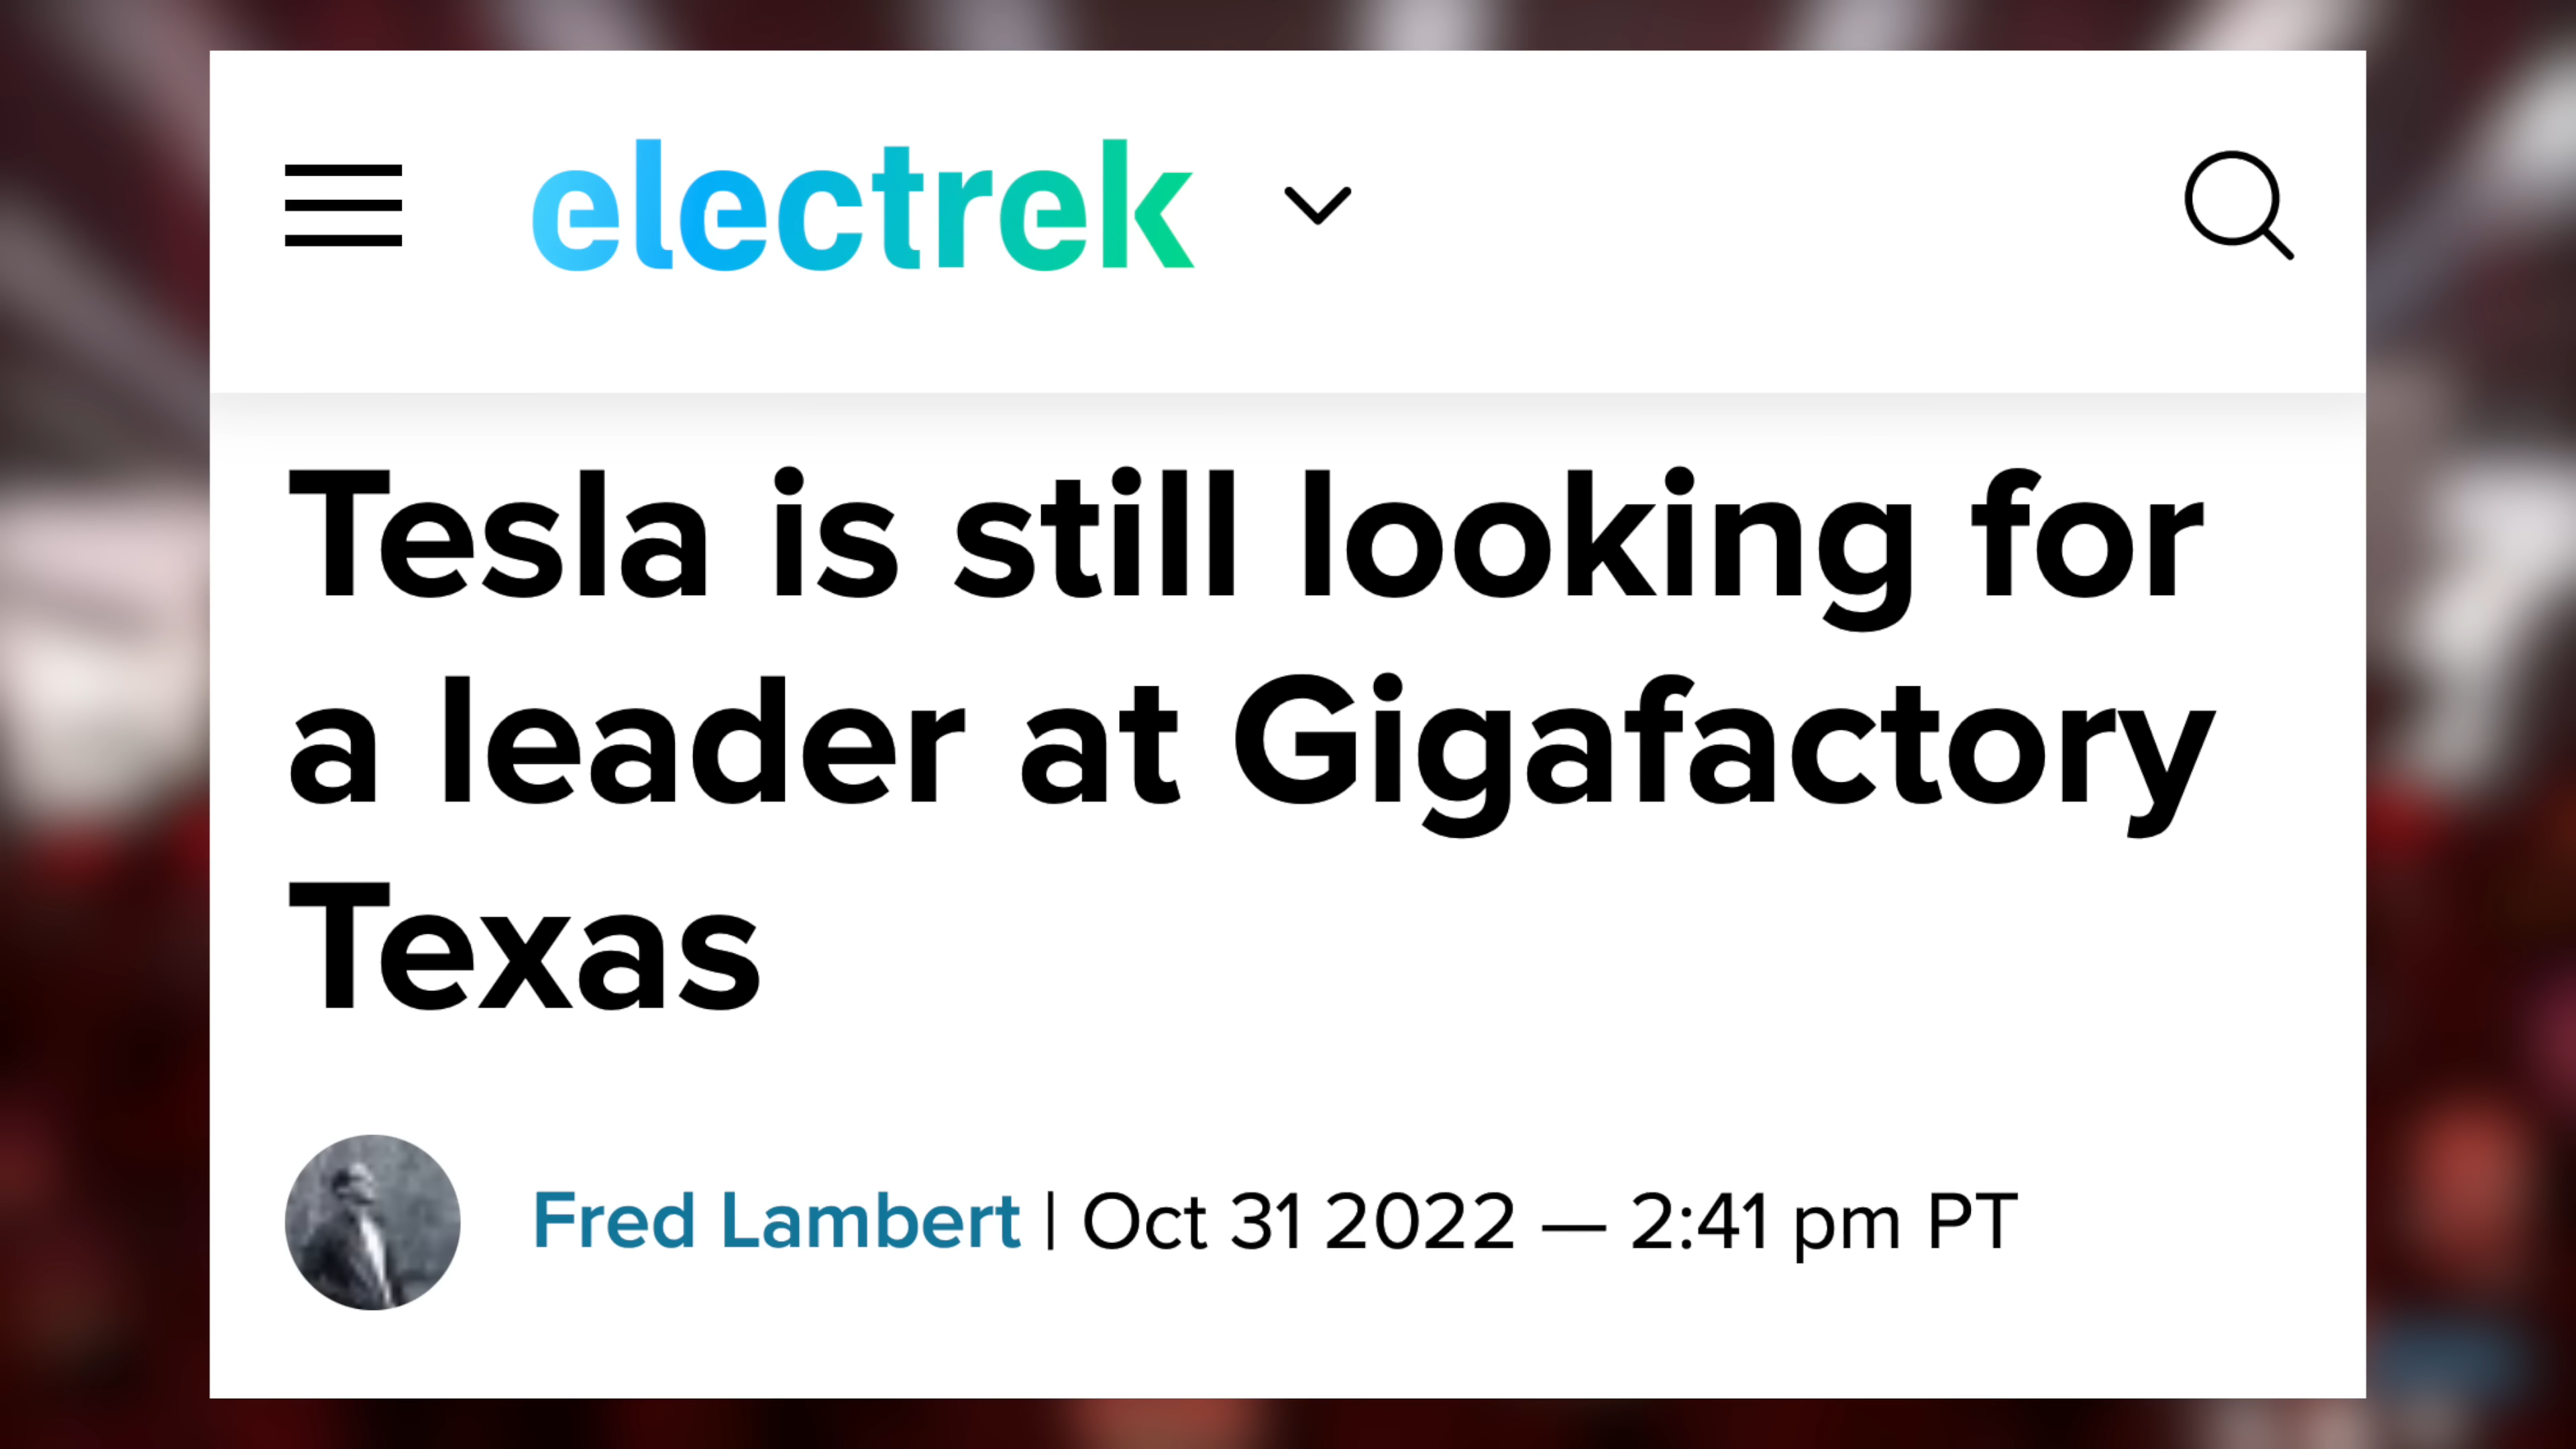 electrek
Tesla is still looking for
a leader at Gigafactory
Texas
Fred Lambert | Oct 31 2022 — 2:41 pm PT